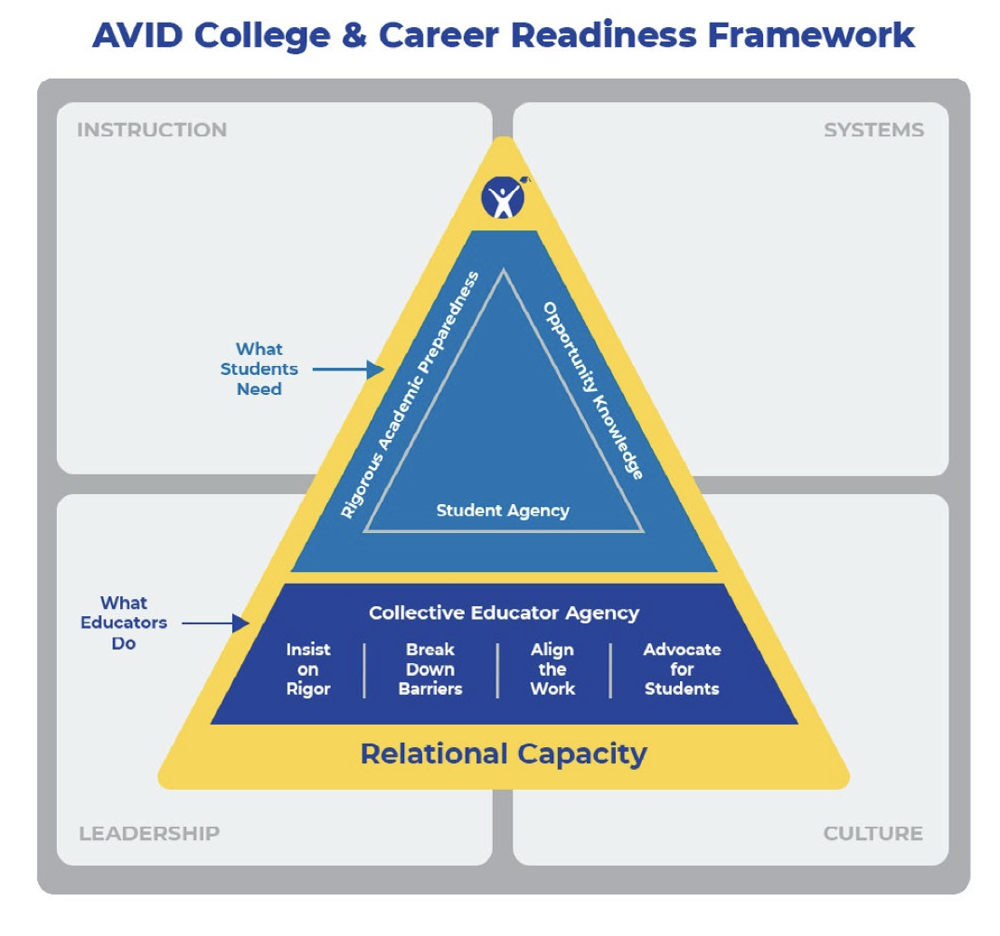 AVID College & Career Readiness Framework
INSTRUCTION
SYSTEMS
Rigorous Academic Preparedness
Opportunity Knowledge
What
Students
Need
Student Agency
What
Educators
Do
Collective Educator Agency
Insist
on
Rigor
Break
Down
Barriers
Align
the
Work
Advocate
for
Students
Relational Capacity
LEADERSHIP
CULTURE